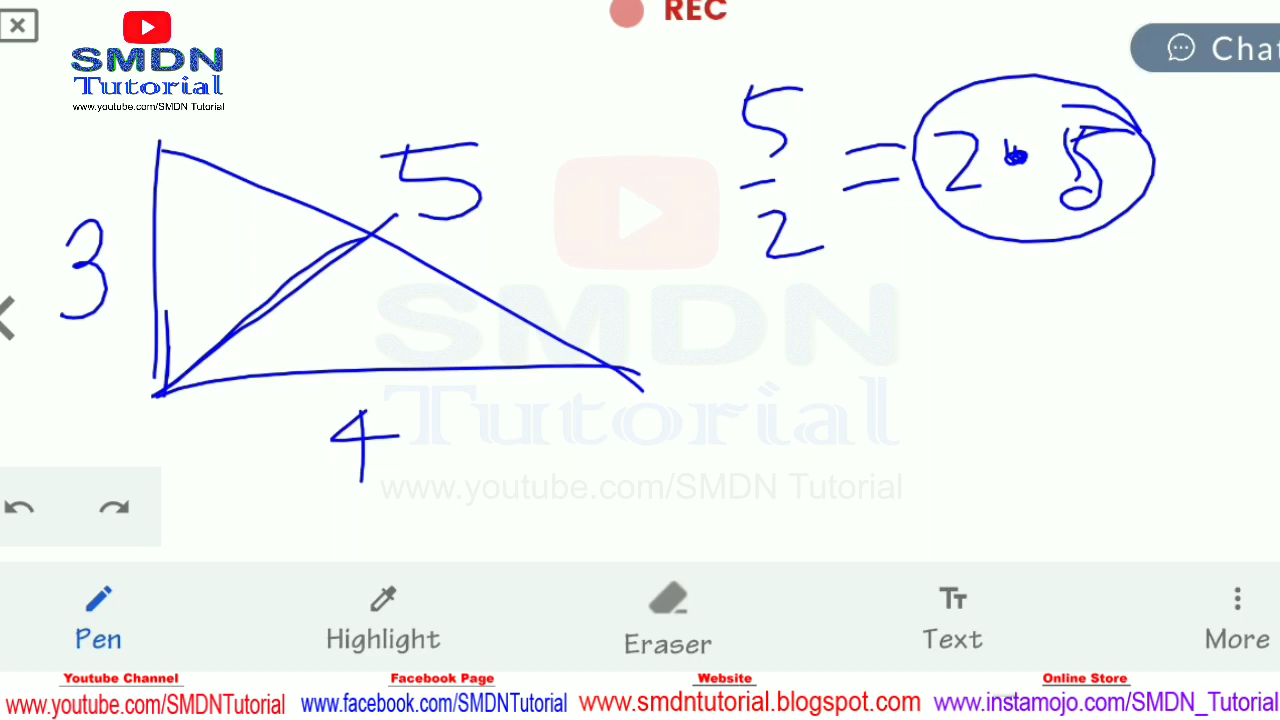 REC
SMDN
Tutorial
www.youtube.com/SMDN Tutorial
Chat
5
3
4
5
2
= 2.5
SMDN
Tutorial
www.youtube.com/SMDN Tutorial
Pen
Highlight
Eraser
Text
More
Youtube Channel
Facebook Page
Website
Online Store
www.youtube.com/SMDNTutorial
www.facebook.com/SMDNTutorial
www.smdntutorial.blogspot.com
www.instamojo.com/SMDN_Tutorial